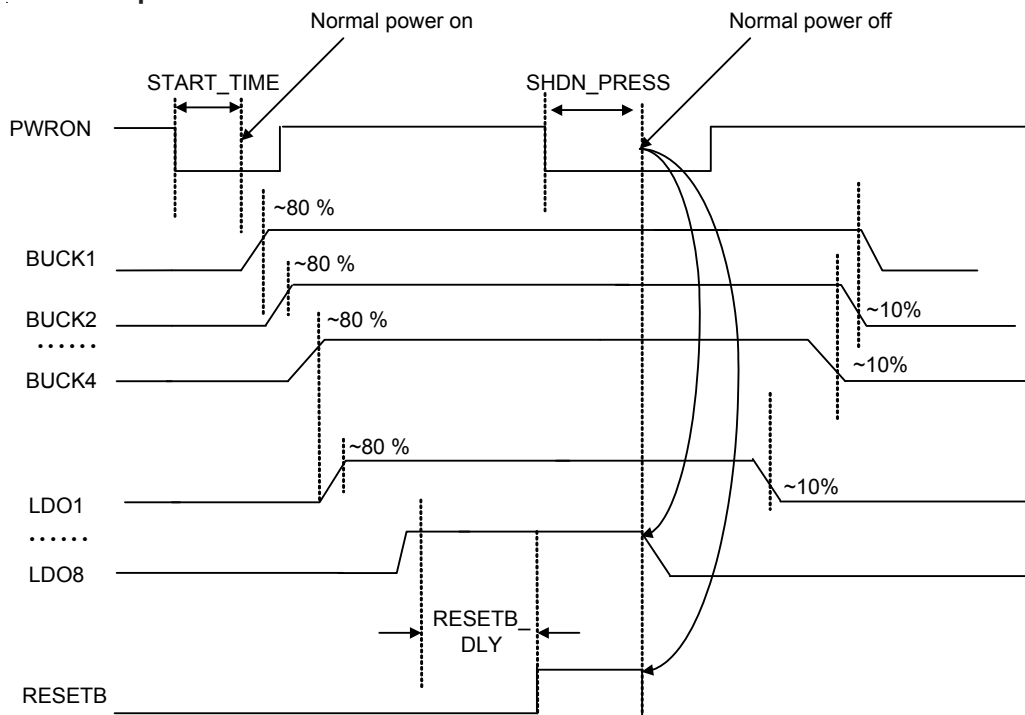 Normal power on
Normal power off
START_TIME
SHDN_PRESS
PWRON
~80 %
BUCK1
~80 %
BUCK2
~80 %
~10%
......
BUCK4
~10%
~80 %
LDO1
~10%
......
LDO8
RESETB_
DLY
RESETB